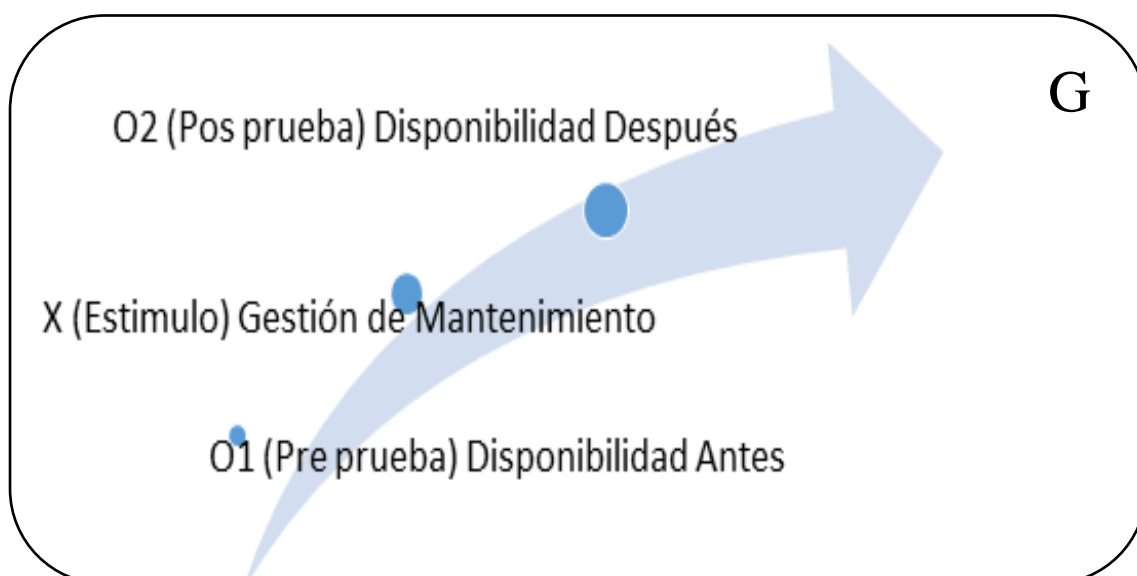 G
O2 (Pos prueba) Disponibilidad Después
X (Estimulo) Gestión de Mantenimiento
O1 (Pre prueba) Disponibilidad Antes